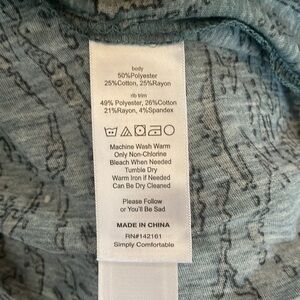 body
50%Polyester
25%Cotton, 25%Rayon
rib trim
49% Polyester, 26%Cotton
21%Rayon, 4%Spandex
Machine Wash Warm
Only Non-Chlorine
Bleach When Needed
Tumble Dry
Warm Iron if Needed
Can Be Dry Cleaned
Please Follow
or You'll Be Sad
MADE IN CHINA
RN#142161
Simply Comfortable